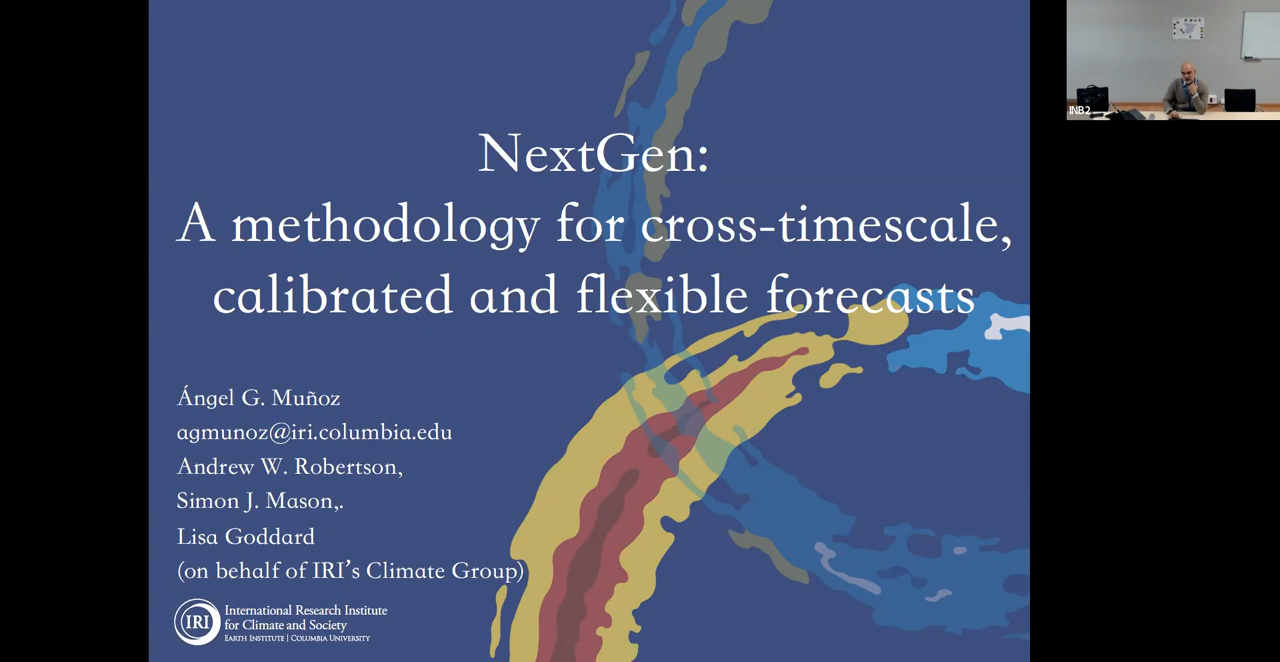 NextGen:
A methodology for cross-timescale,
calibrated and flexible forecasts
Ángel G. Muñoz
agmunoz@iri.columbia.edu
Andrew W. Robertson,
Simon J. Mason,.
Lisa Goddard
(on behalf of IRI's Climate Group)
IRI
International Research Institute
for Climate and Society
EARTH INSTITUTE | COLUMBIA UNIVERSITY
INB2